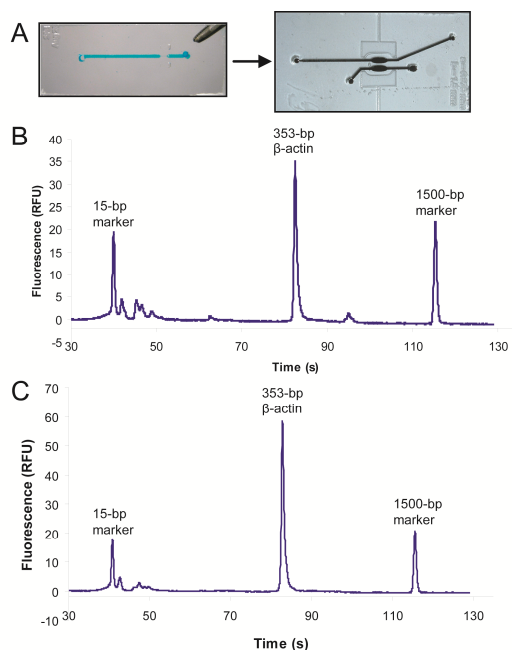 A
B
353-bp
β-actin
15-bp
marker
1500-bp
marker
Fluorescence (RFU)
40
35
30
25
20
15
10
5
0
-5
30
50
70
90
110
130
Time (s)
C
353-bp
β-actin
15-bp
marker
1500-bp
marker
Fluorescence (RFU)
70
60
50
40
30
20
10
0
-10
30
50
70
90
110
130
Time (s)